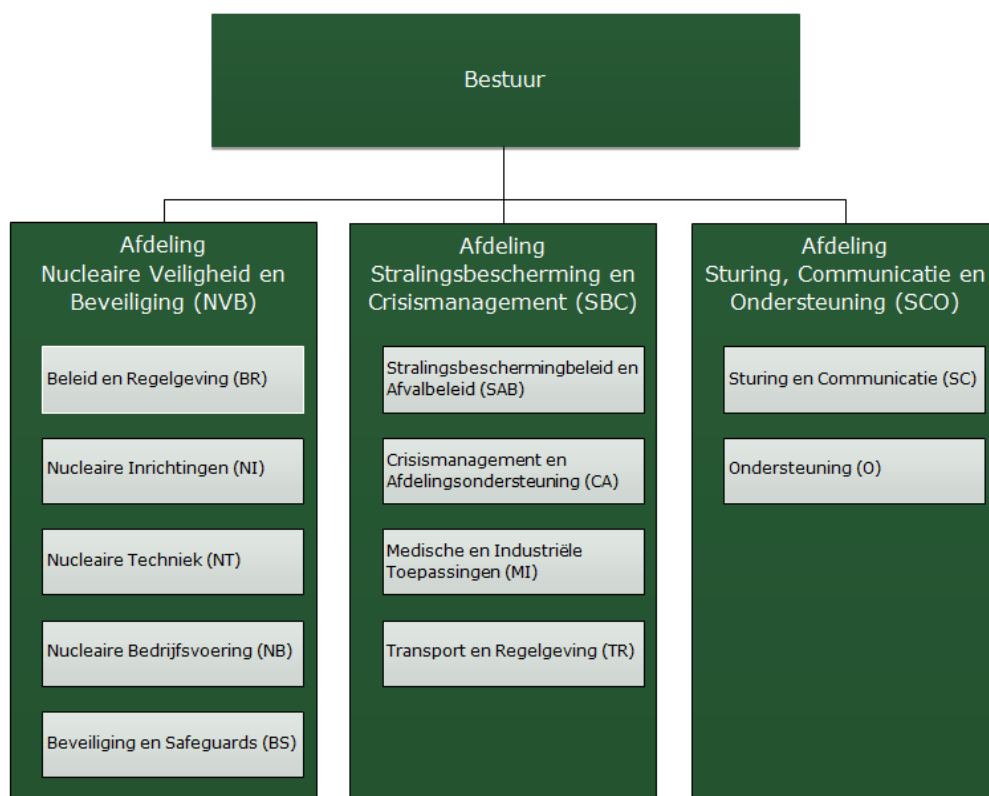 Bestuur
Afdeling
Nucleaire Veiligheid en
Beveiliging (NVB)
Beleid en Regelgeving (BR)
Nucleaire Inrichtingen (NI)
Nucleaire Techniek (NT)
Nucleaire Bedrijfsvoering (NB)
Beveiliging en Safeguards (BS)
Afdeling
Stralingsbescherming en
Crisismanagement (SBC)
Stralingsbeschermingbeleid en
Afvalbeleid (SAB)
Crisismanagement en
Afdelingsondersteuning (CA)
Medische en Industriële
Toepassingen (MI)
Transport en Regelgeving (TR)
Afdeling
Sturing, Communicatie en
Ondersteuning (SCO)
Sturing en Communicatie (SC)
Ondersteuning (O)